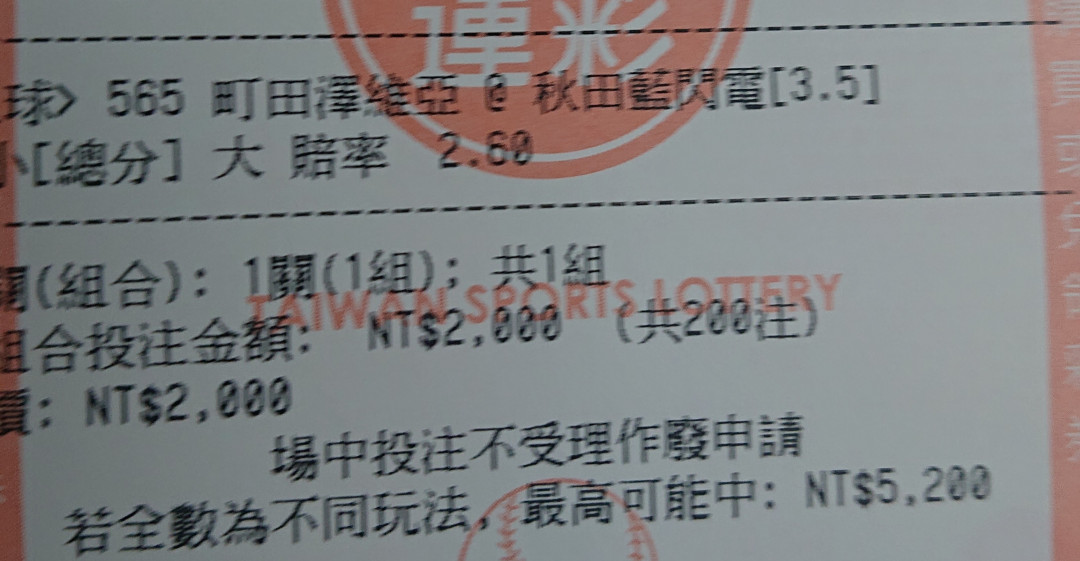 運彩
球> 565 町田澤維亞 @ 秋田藍閃電[3.5]
小[總分] 大 賠率 2.60
關(組合): 1關(1組); 共1組
TAIWAN SPORTS LOTTERY
組合投注金額: NT$2,000 (共200注)
價: NT$2,000
場中投注不受理作廢申請
若全數為不同玩法, 最高可能中: NT$5,200